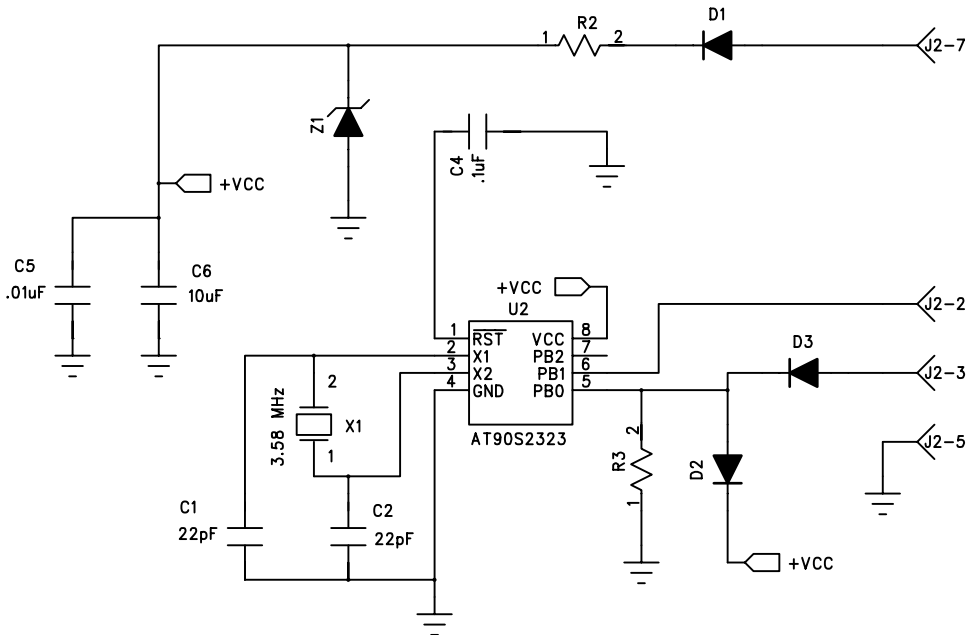 D1
R2
1 2
J2-7
Z1
C4
.1uF
+VCC
C5
.01uF
C6
10uF
+VCC
U2
J2-2
1 RST VCC 8
2 X1 PB2 7
3 X2 PB1 6
4 GND PB0 5
AT90S2323
D3
J2-3
3.58 MHz
2
X1
1
R3
2
1
D2
J2-5
C1
22pF
C2
22pF
+VCC